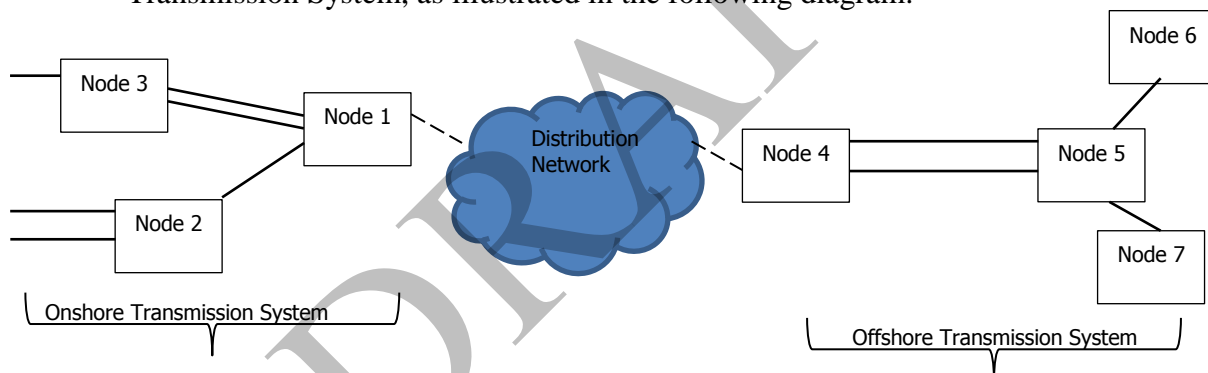 Transmission System, as illustrated in the following diagram.
Node 6
Node 3
Node 1
Distribution
Network
Node 4
Node 5
Node 2
Node 7
Onshore Transmission System
Offshore Transmission System
DRAFT